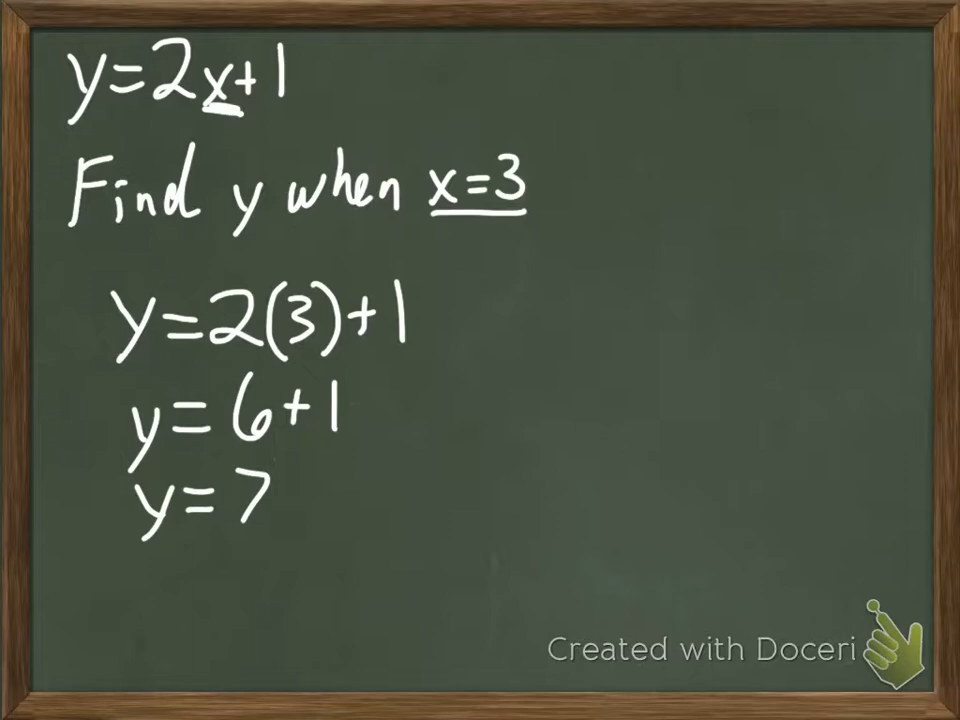 y=2x+1
Find y when x=3
y=2(3)+1
y=6+1
y=7
Created with Doceri